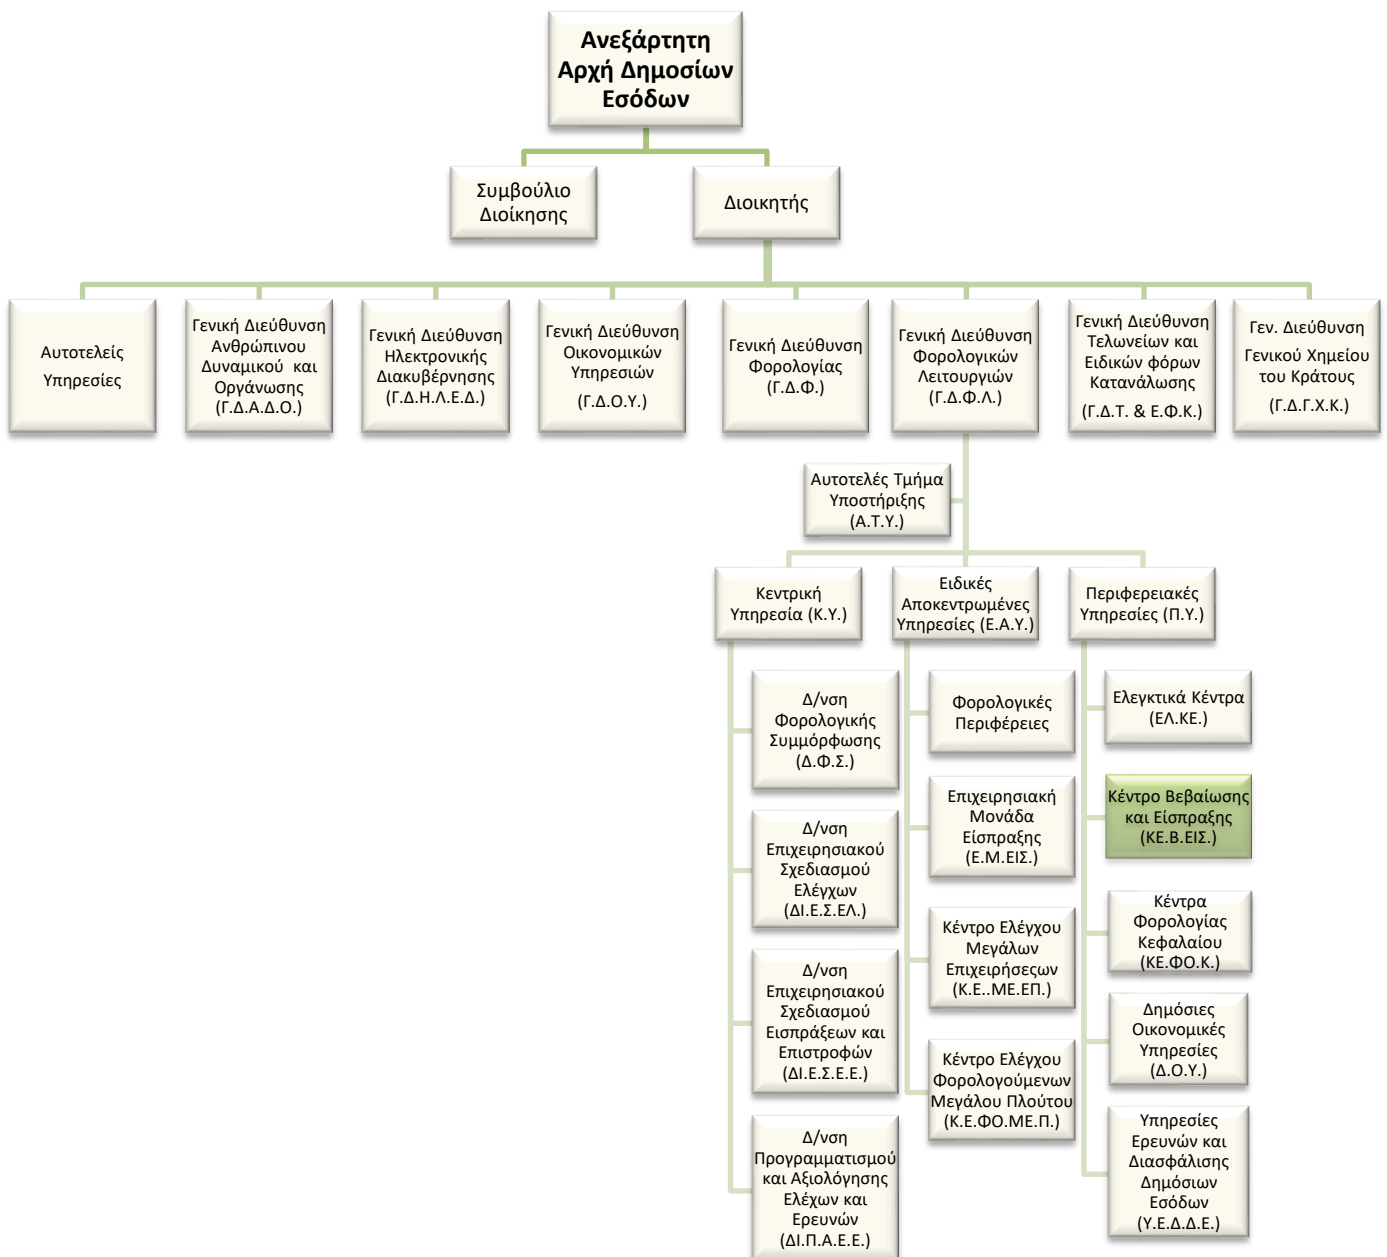 Ανεξάρτητη
Αρχή Δημοσίων
Εσόδων
Συμβούλιο
Διοίκησης
Διοικητής
Αυτοτελείς
Υπηρεσίες
Γενική Διεύθυνση
Ανθρώπινου
Δυναμικού και
Οργάνωσης
(Γ.Δ.Α.Δ.Ο.)
Γενική Διεύθυνση
Ηλεκτρονικής
Διακυβέρνησης
(Γ.Δ.Η.Λ.Ε.Δ.)
Γενική Διεύθυνση
Οικονομικών
Υπηρεσιών
(Γ.Δ.Ο.Υ.)
Γενική Διεύθυνση
Φορολογίας
(Γ.Δ.Φ.)
Γενική Διεύθυνση
Φορολογικών
Λειτουργιών
(Γ.Δ.Φ.Λ.)
Γενική Διεύθυνση
Τελωνείων και
Ειδικών φόρων
Κατανάλωσης
(Γ.Δ.Τ. & Ε.Φ.Κ.)
Γεν. Διεύθυνση
Γενικού Χημείου
του Κράτους
(Γ.Δ.Γ.Χ.Κ.)
Αυτοτελές Τμήμα
Υποστήριξης
(Α.Τ.Υ.)
Κεντρική
Υπηρεσία (Κ.Υ.)
Ειδικές
Αποκεντρωμένες
Υπηρεσίες (Ε.Α.Υ.)
Περιφερειακές
Υπηρεσίες (Π.Υ.)
Δ/νση
Φορολογικής
Συμμόρφωσης
(Δ.Φ.Σ.)
Δ/νση
Επιχειρησιακού
Σχεδιασμού
Ελέγχων
(ΔΙ.Ε.Σ.ΕΛ.)
Δ/νση
Επιχειρησιακού
Σχεδιασμού
Εισπράξεων και
Επιστροφών
(ΔΙ.Ε.Σ.Ε.Ε.)
Δ/νση
Προγραμματισμού
και Αξιολόγησης
Ελέχων και
Ερευνών
(ΔΙ.Π.Α.Ε.Ε.)
Φορολογικές
Περιφέρειες
Επιχειρησιακή
Μονάδα
Είσπραξης
(Ε.Μ.ΕΙΣ.)
Κέντρο Ελέγχου
Μεγάλων
Επιχειρήσεςων
(Κ.Ε..ΜΕ.ΕΠ.)
Κέντρο Ελέγχου
Φορολογούμενων
Μεγάλου Πλούτου
(Κ.Ε.ΦΟ.ΜΕ.Π.)
Ελεγκτικά Κέντρα
(ΕΛ.ΚΕ.)
Κέντρο Βεβαίωσης
και Είσπραξης
(ΚΕ.Β.ΕΙΣ.)
Κέντρα
Φορολογίας
Κεφαλαίου
(ΚΕ.ΦΟ.Κ.)
Δημόσιες
Οικονομικές
Υπηρεσίες
(Δ.Ο.Υ.)
Υπηρεσίες
Ερευνών και
Διασφάλισης
Δημόσιων
Εσόδων
(Υ.Ε.Δ.Δ.Ε.)